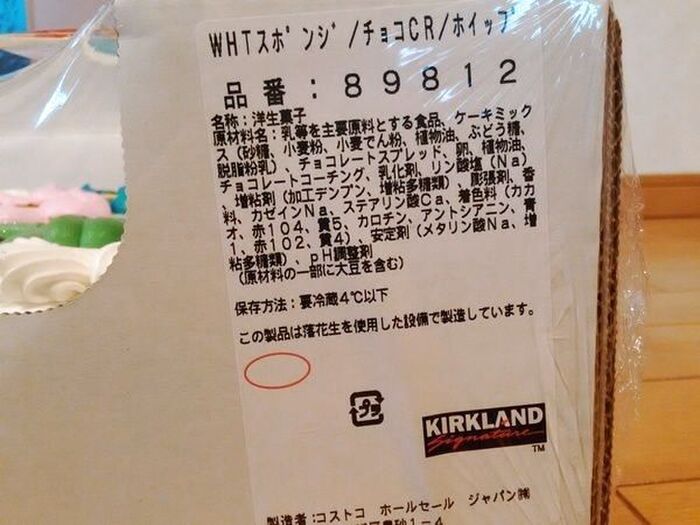 WHTスポンジ/チョコCR/ホイップ
品番:89812
名称:洋生菓子
原材料名:乳等を主要原料とする食品、ケーキミック
ス(砂糖、小麦粉、小麦でん粉、植物油、ぶどう糖、
脱脂粉乳)、チョコレートスプレッド、卵、植物油、
チョコレートコーチング、乳化剤、リン酸塩(Na)
、増粘剤(加工デンプン、増粘多糖類)、膨張剤、香
料、カゼインNa、ステアリン酸Ca、着色料(カカ
オ、赤104、黄5、カロチン、アントシアニン、青
1、赤102、黄4)、安定剤(メタリン酸Na、増
粘多糖類)、pH調整剤
(原材料の一部に大豆を含む)
保存方法:要冷蔵4℃以下
この製品は落花生を使用した設備で製造しています。
プラ
KIRKLAND
Signature
TM
製造者:コストコ ホールセール ジャパン㈱